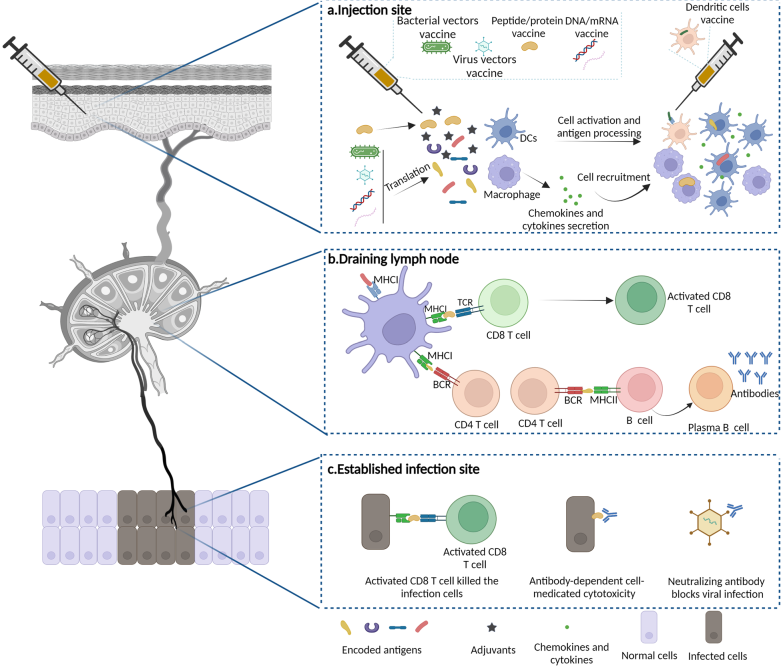 a.Injection site
Bacterial vectors
vaccine
Virus vectors
vaccine
Peptide/protein
vaccine
DNA/mRNA
vaccine
Dendritic cells
vaccine
Translation
DCs
Macrophage
Cell activation and
antigen processing
Cell recruitment
Chemokines and
cytokines secretion
b.Draining lymph node
MHCI
MHCI
TCR
CD8 T cell
Activated CD8
T cell
MHCI
BCR
CD4 T cell
CD4 T cell
BCR
MHCII
B cell
Plasma B cell
Antibodies
c.Established infection site
Activated CD8
T cell
Activated CD8 T cell killed the
infection cells
Antibody-dependent cell-
medicated cytotoxicity
Neutralizing antibody
blocks viral infection
Encoded antigens
Adjuvants
Chemokines and
cytokines
Normal cells
Infected cells